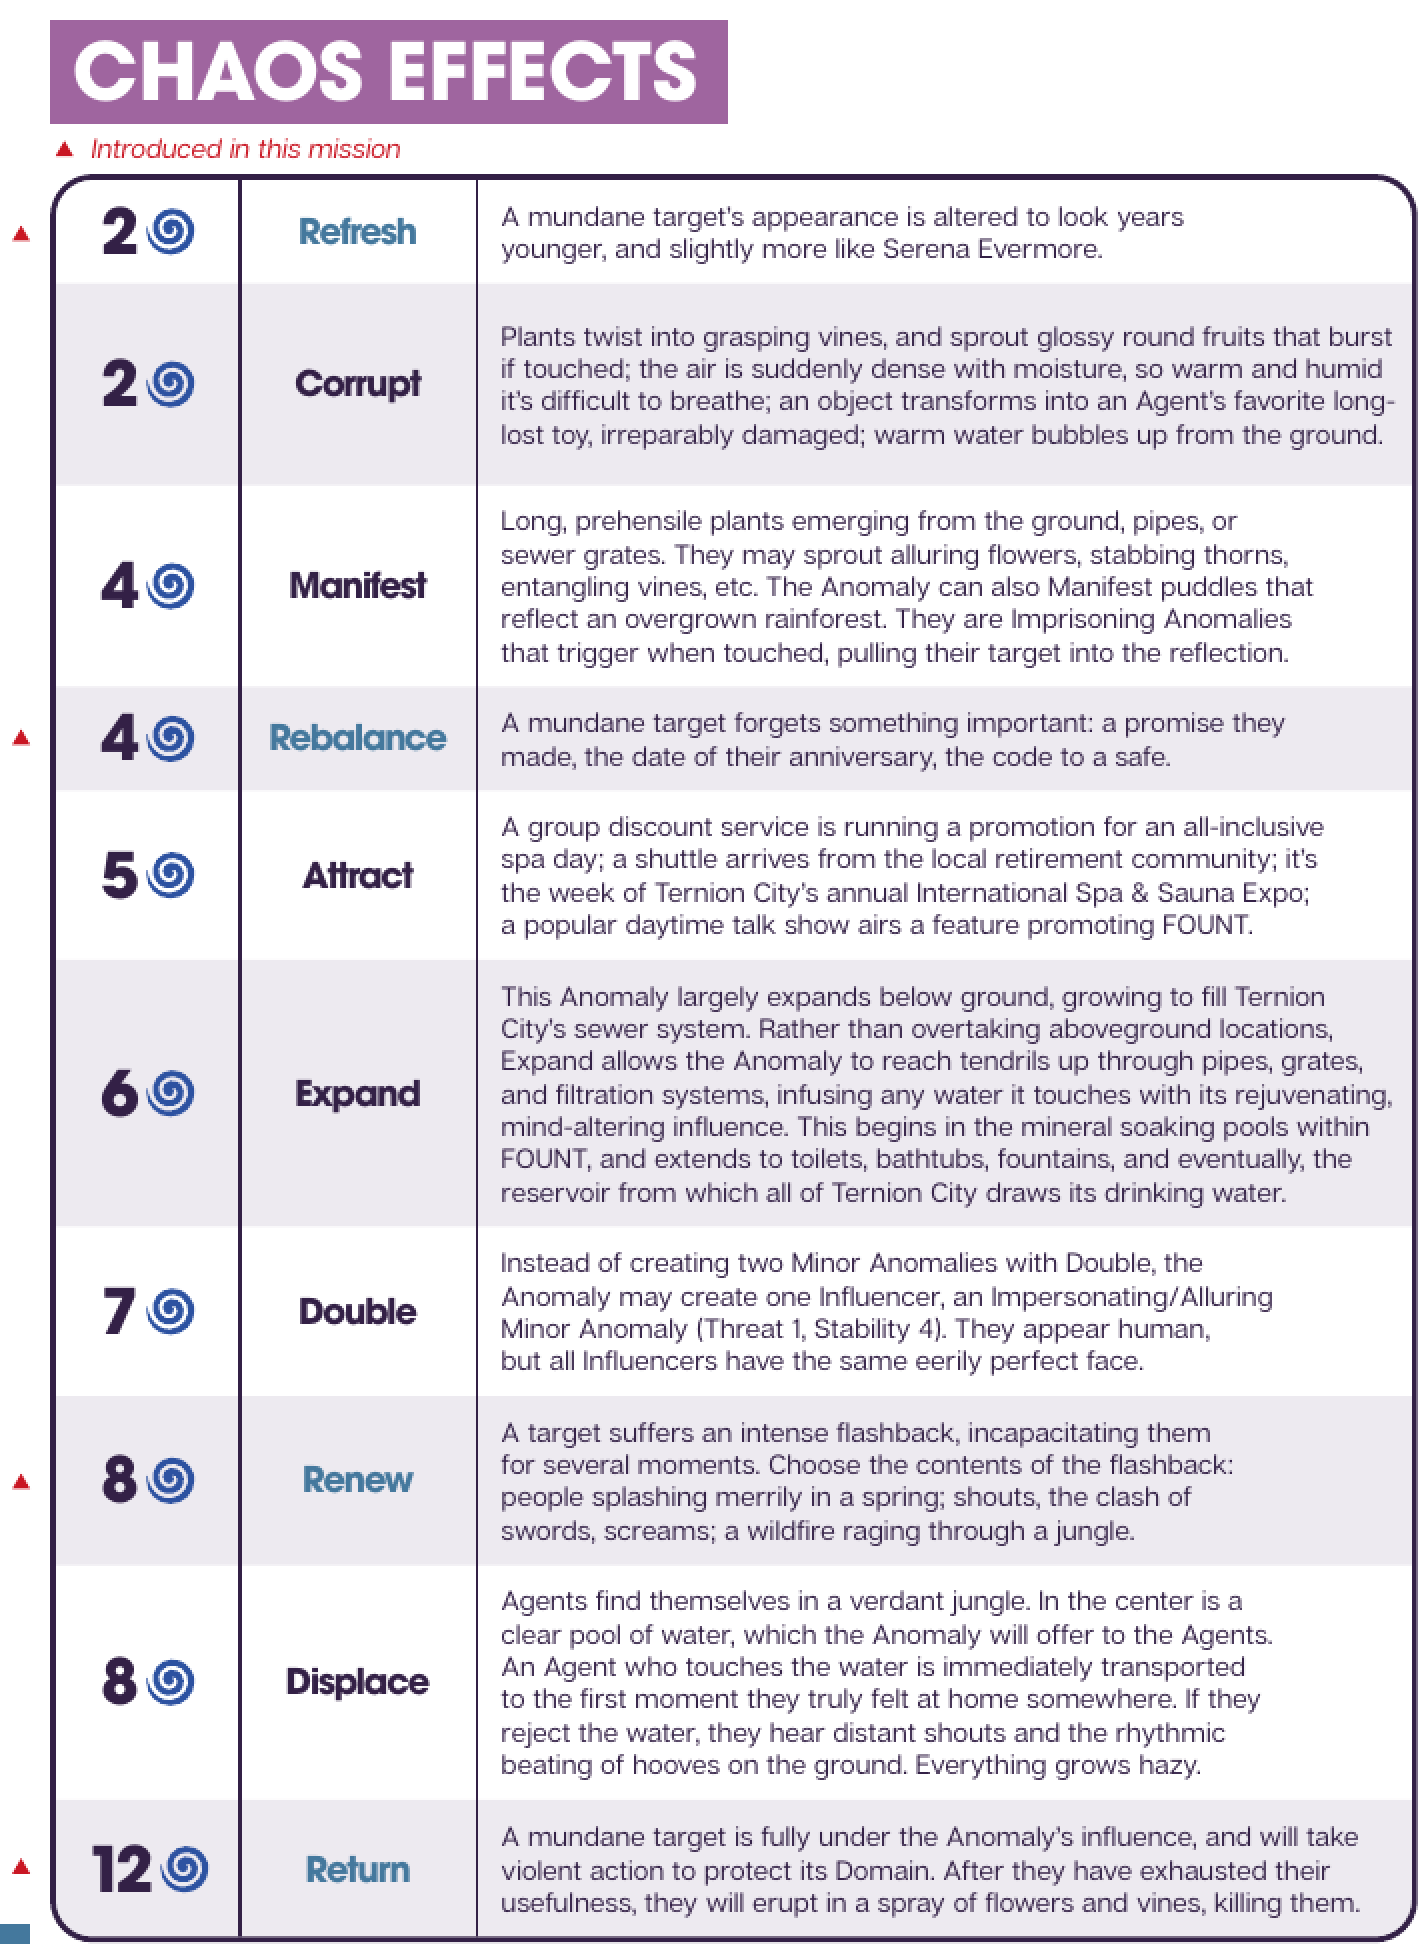 CHAOS EFFECTS
Introduced in this mission
2
Refresh
A mundane target's appearance is altered to look years
younger, and slightly more like Serena Evermore.
2
Corrupt
Plants twist into grasping vines, and sprout glossy round fruits that burst
if touched; the air is suddenly dense with moisture, so warm and humid
it's difficult to breathe; an object transforms into an Agent's favorite long-
lost toy, irreparably damaged; warm water bubbles up from the ground.
4
Manifest
Long, prehensile plants emerging from the ground, pipes, or
sewer grates. They may sprout alluring flowers, stabbing thorns,
entangling vines, etc. The Anomaly can also Manifest puddles that
reflect an overgrown rainforest. They are Imprisoning Anomalies
that trigger when touched, pulling their target into the reflection.
4
Rebalance
A mundane target forgets something important: a promise they
made, the date of their anniversary, the code to a safe.
5
Attract
A group discount service is running a promotion for an all-inclusive
spa day; a shuttle arrives from the local retirement community; it's
the week of Ternion City's annual International Spa & Sauna Expo;
a popular daytime talk show airs a feature promoting FOUNT.
6
Expand
This Anomaly largely expands below ground, growing to fill Ternion
City's sewer system. Rather than overtaking aboveground locations,
Expand allows the Anomaly to reach tendrils up through pipes, grates,
and filtration systems, infusing any water it touches with its rejuvenating,
mind-altering influence. This begins in the mineral soaking pools within
FOUNT, and extends to toilets, bathtubs, fountains, and eventually, the
reservoir from which all of Ternion City draws its drinking water.
7
Double
Instead of creating two Minor Anomalies with Double, the
Anomaly may create one Influencer, an Impersonating/Alluring
Minor Anomaly (Threat 1, Stability 4). They appear human,
but all Influencers have the same eerily perfect face.
8
Renew
A target suffers an intense flashback, incapacitating them
for several moments. Choose the contents of the flashback:
people splashing merrily in a spring; shouts, the clash of
swords, screams; a wildfire raging through a jungle.
8
Displace
Agents find themselves in a verdant jungle. In the center is a
clear pool of water, which the Anomaly will offer to the Agents.
An Agent who touches the water is immediately transported
to the first moment they truly felt at home somewhere. If they
reject the water, they hear distant shouts and the rhythmic
beating of hooves on the ground. Everything grows hazy.
12
Return
A mundane target is fully under the Anomaly's influence, and will take
violent action to protect its Domain. After they have exhausted their
usefulness, they will erupt in a spray of flowers and vines, killing them.